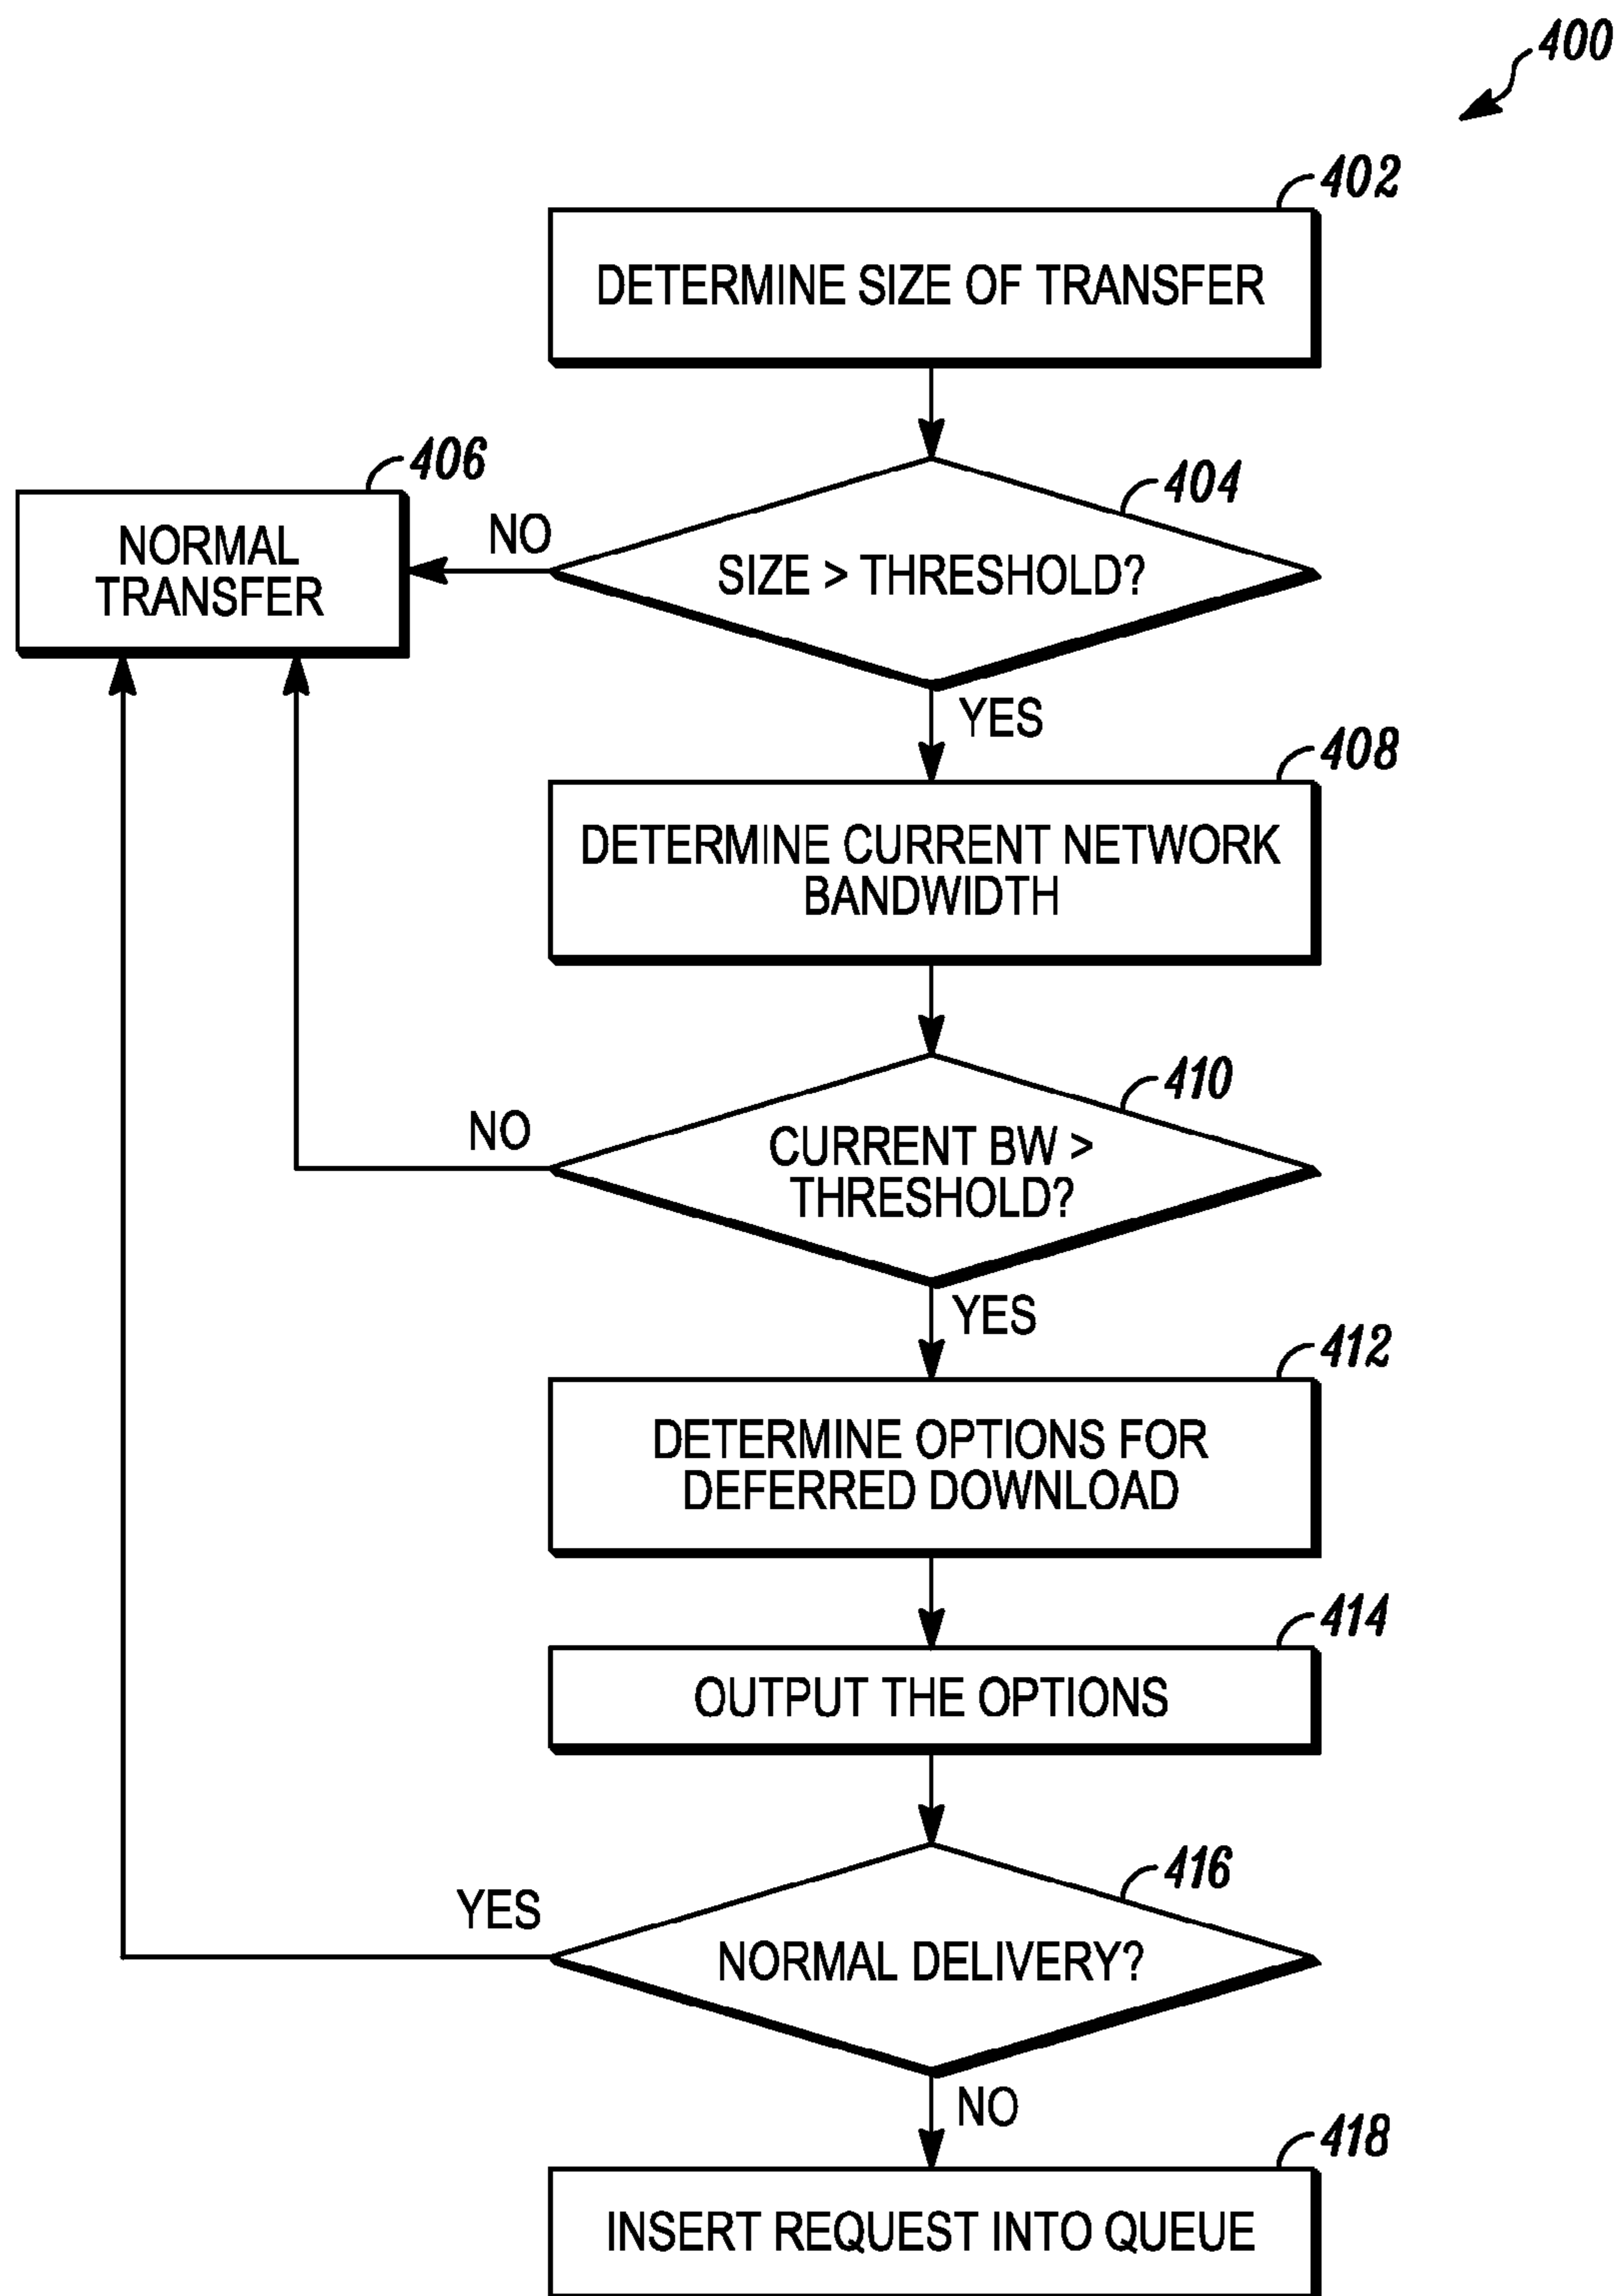 400
402
DETERMINE SIZE OF TRANSFER
406
NORMAL
TRANSFER
NO
404
SIZE > THRESHOLD?
YES
408
DETERMINE CURRENT NETWORK
BANDWIDTH
410
NO
CURRENT BW >
THRESHOLD?
YES
412
DETERMINE OPTIONS FOR
DEFERRED DOWNLOAD
414
OUTPUT THE OPTIONS
416
YES
NORMAL DELIVERY?
NO
418
INSERT REQUEST INTO QUEUE